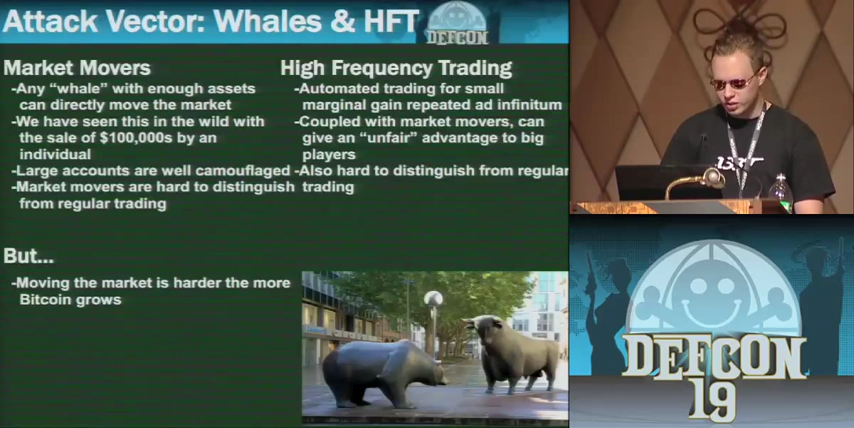 Attack Vector: Whales & HFT
DEFCON
Market Movers
-Any “whale” with enough assets
can directly move the market
-We have seen this in the wild with
the sale of $100,000s by an
individual
-Large accounts are well camouflaged
-Market movers are hard to distinguish
from regular trading
High Frequency Trading
-Automated trading for small
marginal gain repeated ad infinitum
-Coupled with market movers, can
give an “unfair” advantage to big
players
-Also hard to distinguish from regular
trading
But...
-Moving the market is harder the more
Bitcoin grows
DEFCON
19